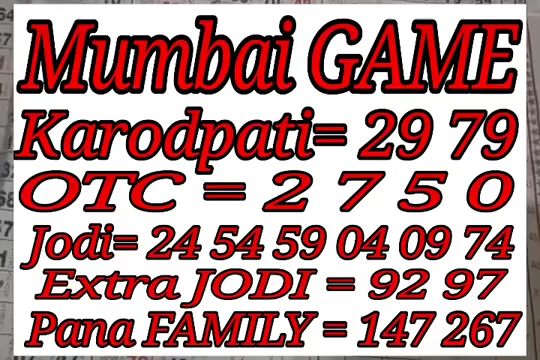 Mumbai GAME
Karodpati= 29 79
OTC = 2 7 5 0
Jodi= 24 54 59 04 09 74
Extra JODI = 92 97
Pana FAMILY = 147 267